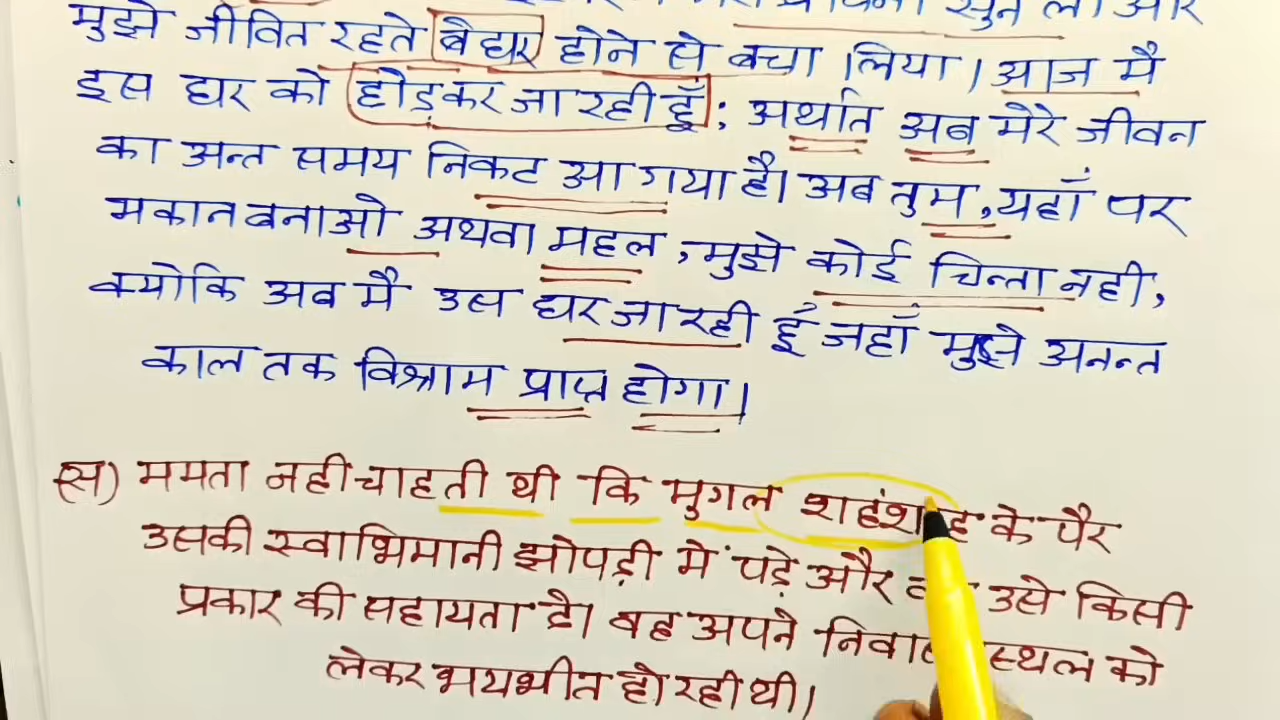 सुन ली और
मुझे जीवित रहते बेघर होने से बचा लिया। आज मै
इस घर को छोड़कर जा रही हूँ; अर्थात अब मेरे जीवन
का अन्त समय निकट आ गया है। अब तुम, यहाँ पर
मकान बनाओ अथवा महल, मुझे कोई चिन्ता नही,
क्योकि अब मै उस घर जा रही हूँ जहाँ मुझे अनन्त
काल तक विश्राम प्राप्त होगा।
(स) ममता नही चाहती थी कि मुगल शहंशाह के पैर
उसकी स्वाभिमानी झोपड़ी मे पड़े और उसे किसी
प्रकार की सहायता दे। वह अपने निवास स्थल को
लेकर भयभीत हो रही थी।